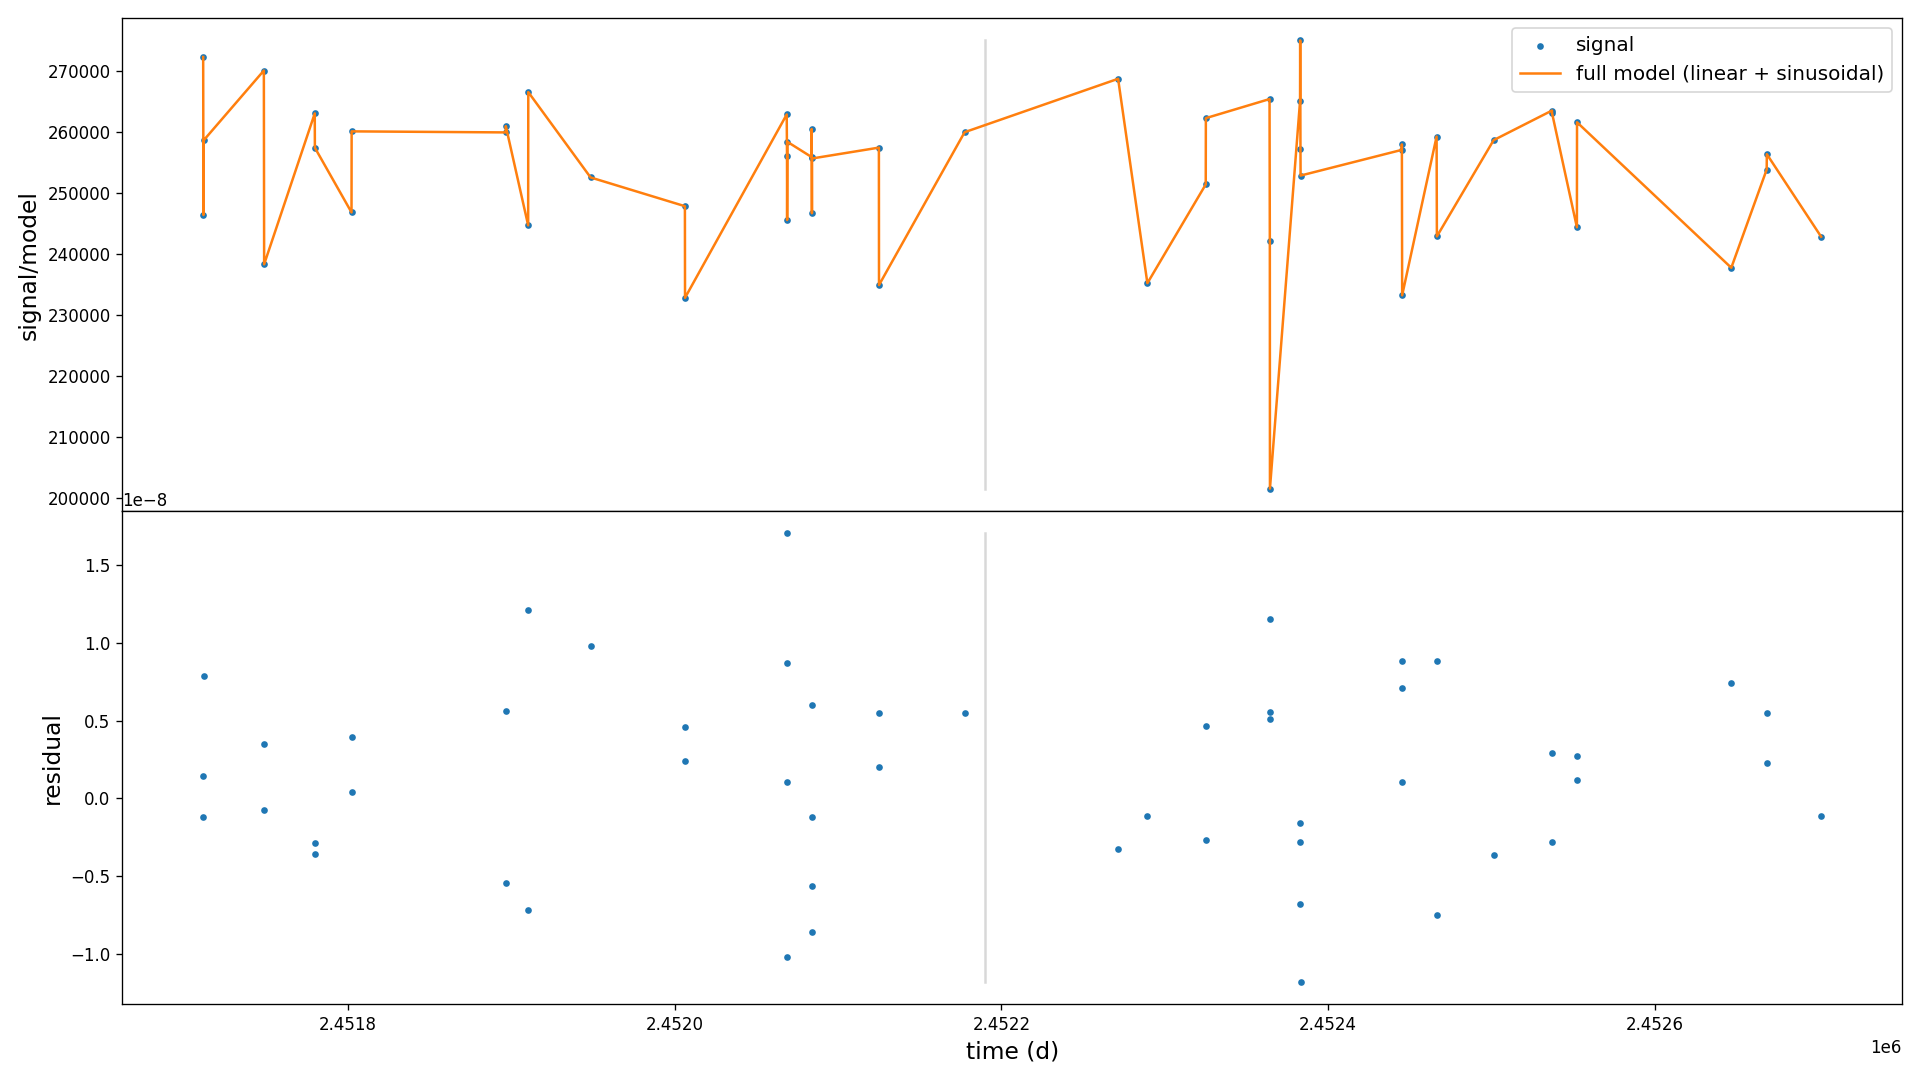 signal
full model (linear + sinusoidal)
270000
260000
250000
240000
230000
220000
210000
200000
signal/model
1e−8
1.5
1.0
0.5
0.0
−0.5
−1.0
residual
2.4518
2.4520
2.4522
2.4524
2.4526
time (d)
1e6